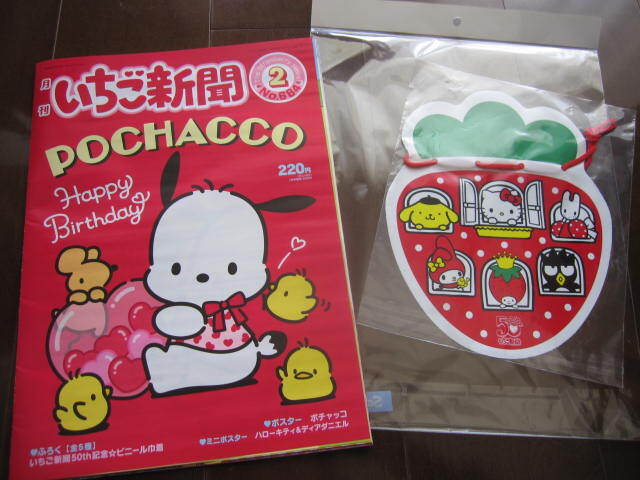 月刊
いちご新聞
2
No.684
POCHACCO
220円
Happy
Birthday
♥ふろく【全5種】
いちご新聞50th記念☆ビニール巾着
♥ポスター ポチャッコ
♥ミニポスター ハローキティ&ディアダニエル
50th